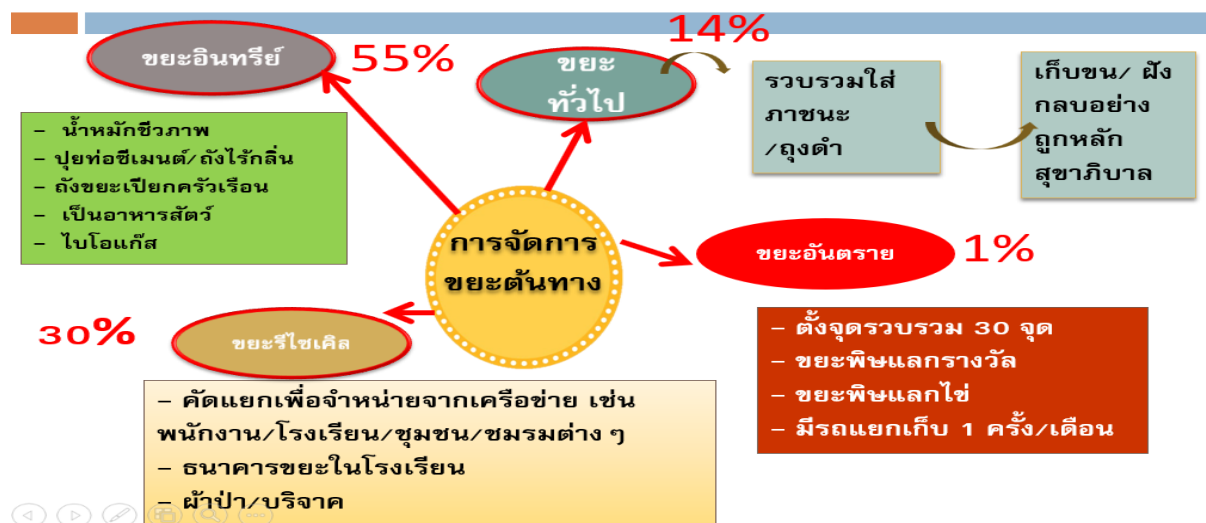 ขยะอินทรีย์
55%
– น้ำหมักชีวภาพ
– ปุยท่อซีเมนต์/ถังไร้กลิ่น
– ถังขยะเปียกครัวเรือน
– เป็นอาหารสัตว์
– ไบโอแก๊ส
ขยะ
ทั่วไป
14%
รวบรวมใส่
ภาชนะ
/ถุงดำ
เก็บขน/ ฝัง
กลบอย่าง
ถูกหลัก
สุขาภิบาล
การจัดการ
ขยะต้นทาง
ขยะอันตราย
1%
– ตั้งจุดรวบรวม 30 จุด
– ขยะพิษแลกรางวัล
– ขยะพิษแลกไข่
– มีรถแยกเก็บ 1 ครั้ง/เดือน
30%
ขยะรีไซเคิล
– คัดแยกเพื่อจำหน่ายจากเครือข่าย เช่น
พนักงาน/โรงเรียน/ชุมชน/ชมรมต่าง ๆ
– ธนาคารขยะในโรงเรียน
– ผ้าป่า/บริจาค